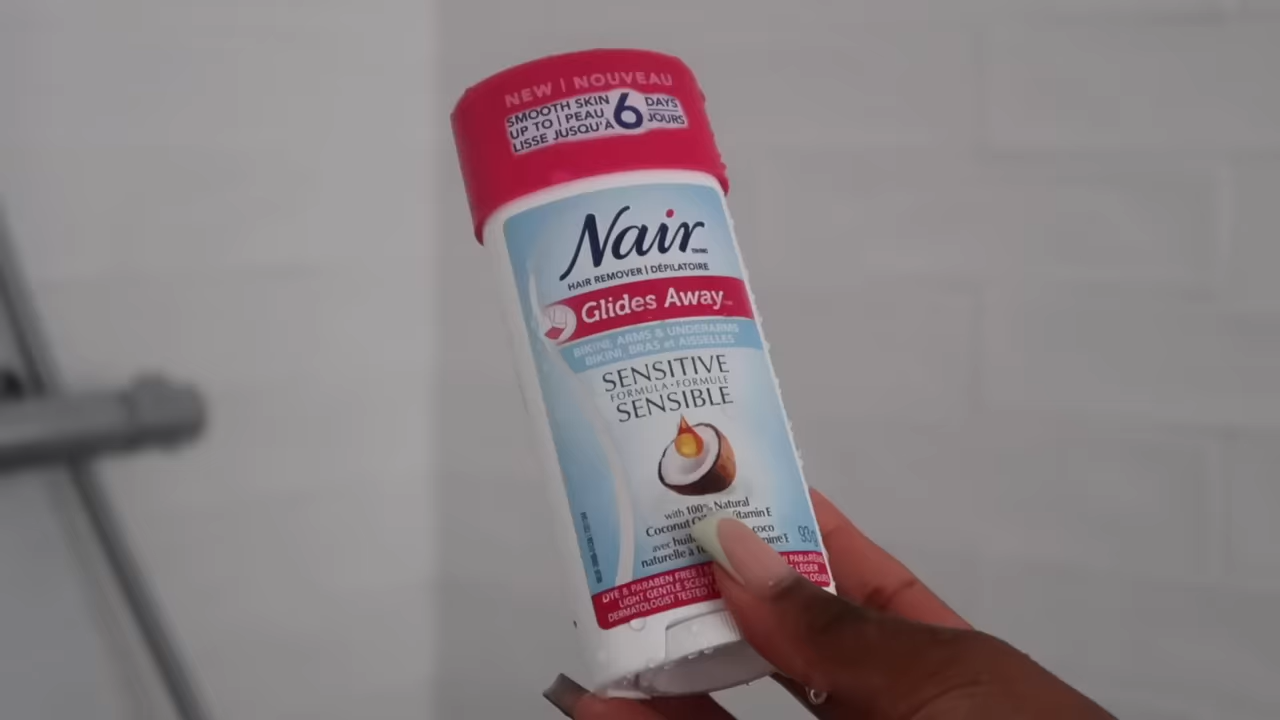 NEW | NOUVEAU
SMOOTH SKIN
UP TO | PEAU
LISSE JUSQU'À
6
DAYS
JOURS
Nair
HAIR REMOVER | DÉPILATOIRE
Glides Away
BIKINI, ARMS & UNDERARMS
BIKINI, BRAS et AISSELLES
SENSITIVE
FORMULA • FORMULE
SENSIBLE
with 100% Natural
Coconut
avec
coco
naturelle à
93g
DYE & PARABEN FREE
LIGHT GENTLE SCENT
LÉGER
DERMATOLOGIST TESTED